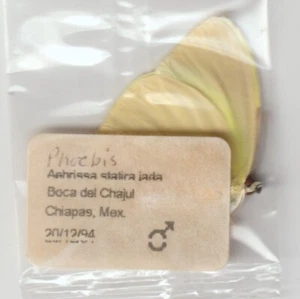 Phoebis
Aphrissa statira jada
Boca del Chajul
Chiapas, Mex.
20/12/94
♂